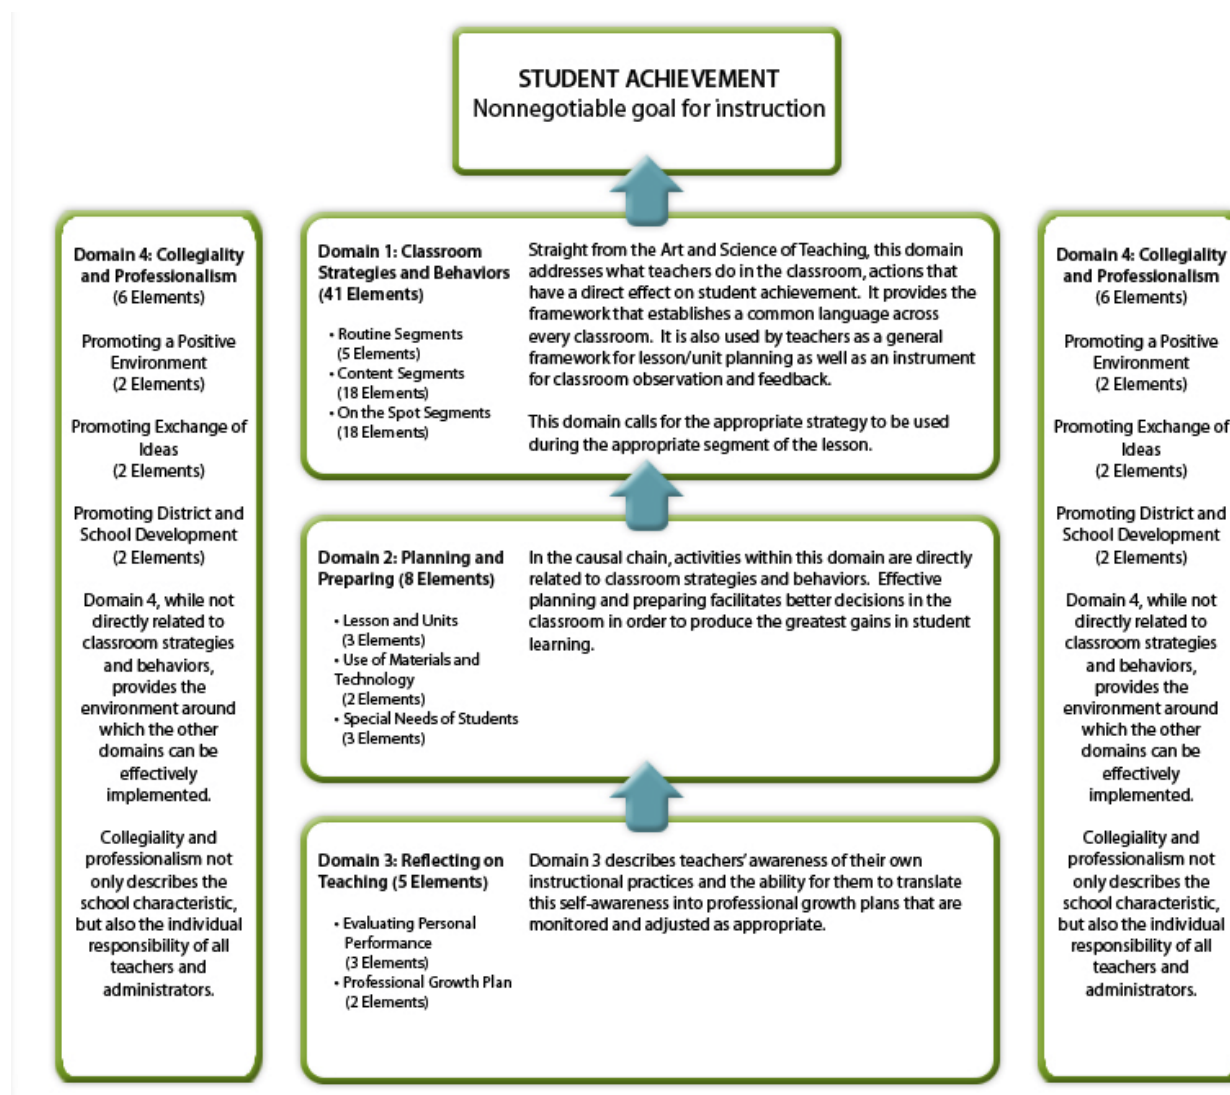 STUDENT ACHIEVEMENT
Nonnegotiable goal for instruction
Domain 4: Collegiality
and Professionalism
(6 Elements)
Promoting a Positive
Environment
(2 Elements)
Promoting Exchange of
Ideas
(2 Elements)
Promoting District and
School Development
(2 Elements)
Domain 4, while not
directly related to
classroom strategies
and behaviors,
provides the
environment around
which the other
domains can be
effectively
implemented.
Collegiality and
professionalism not
only describes the
school characteristic,
but also the individual
responsibility of all
teachers and
administrators.
Domain 1: Classroom
Strategies and Behaviors
(41 Elements)
• Routine Segments
(5 Elements)
• Content Segments
(18 Elements)
• On the Spot Segments
(18 Elements)
Straight from the Art and Science of Teaching, this domain
addresses what teachers do in the classroom, actions that
have a direct effect on student achievement.  It provides the
framework that establishes a common language across
every classroom.  It is also used by teachers as a general
framework for lesson/unit planning as well as an instrument
for classroom observation and feedback.
This domain calls for the appropriate strategy to be used
during the appropriate segment of the lesson.
Domain 2: Planning and
Preparing (8 Elements)
• Lesson and Units
(3 Elements)
• Use of Materials and
Technology
(2 Elements)
• Special Needs of Students
(3 Elements)
In the causal chain, activities within this domain are directly
related to classroom strategies and behaviors.  Effective
planning and preparing facilitates better decisions in the
classroom in order to produce the greatest gains in student
learning.
Domain 3: Reflecting on
Teaching (5 Elements)
• Evaluating Personal
Performance
(3 Elements)
• Professional Growth Plan
(2 Elements)
Domain 3 describes teachers' awareness of their own
instructional practices and the ability for them to translate
this self-awareness into professional growth plans that are
monitored and adjusted as appropriate.
Domain 4: Collegiality
and Professionalism
(6 Elements)
Promoting a Positive
Environment
(2 Elements)
Promoting Exchange of
Ideas
(2 Elements)
Promoting District and
School Development
(2 Elements)
Domain 4, while not
directly related to
classroom strategies
and behaviors,
provides the
environment around
which the other
domains can be
effectively
implemented.
Collegiality and
professionalism not
only describes the
school characteristic,
but also the individual
responsibility of all
teachers and
administrators.